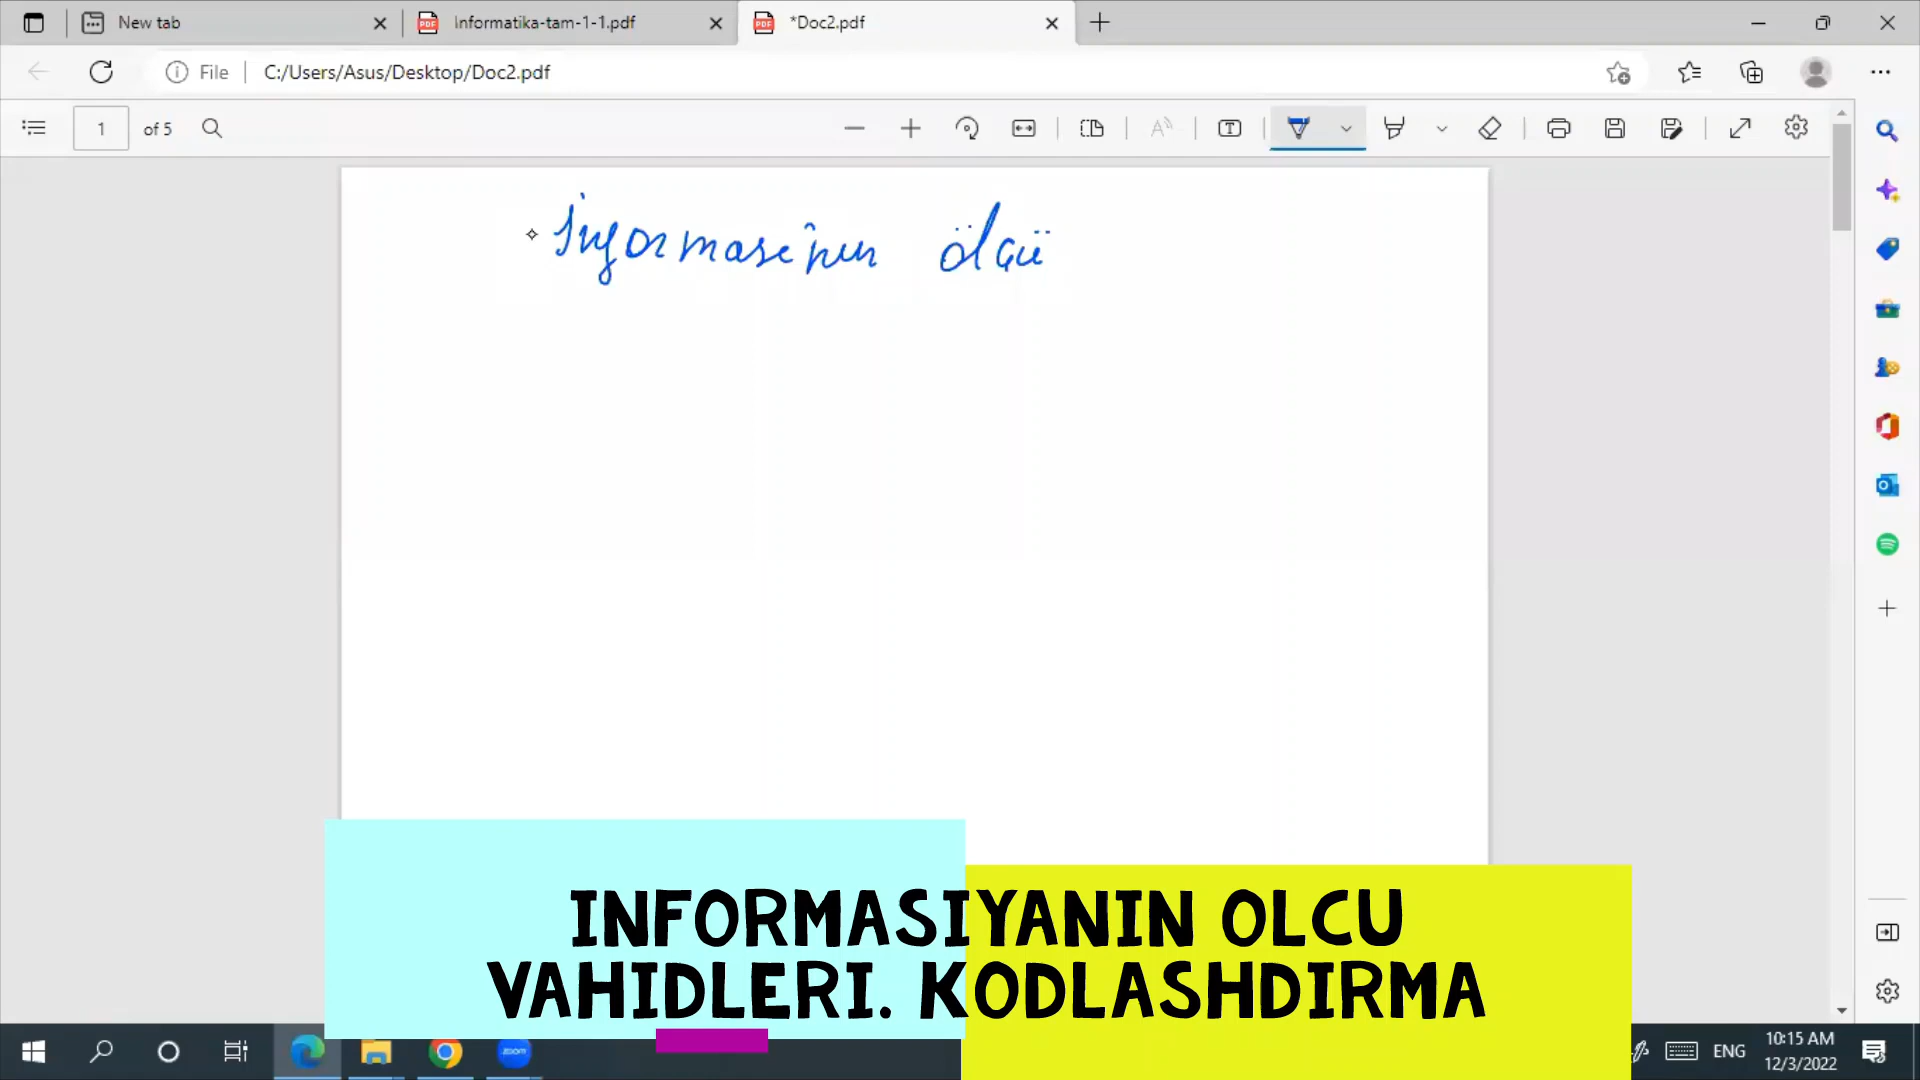 New tab
Informatika-tam-1-1.pdf
*Doc2.pdf
File
C:/Users/Asus/Desktop/Doc2.pdf
1 of 5
ölçü
INFORMASIYANIN OLCU
VAHIDLERI. KODLASHDIRMA
zoom
ENG
10:15 AM
12/3/2022